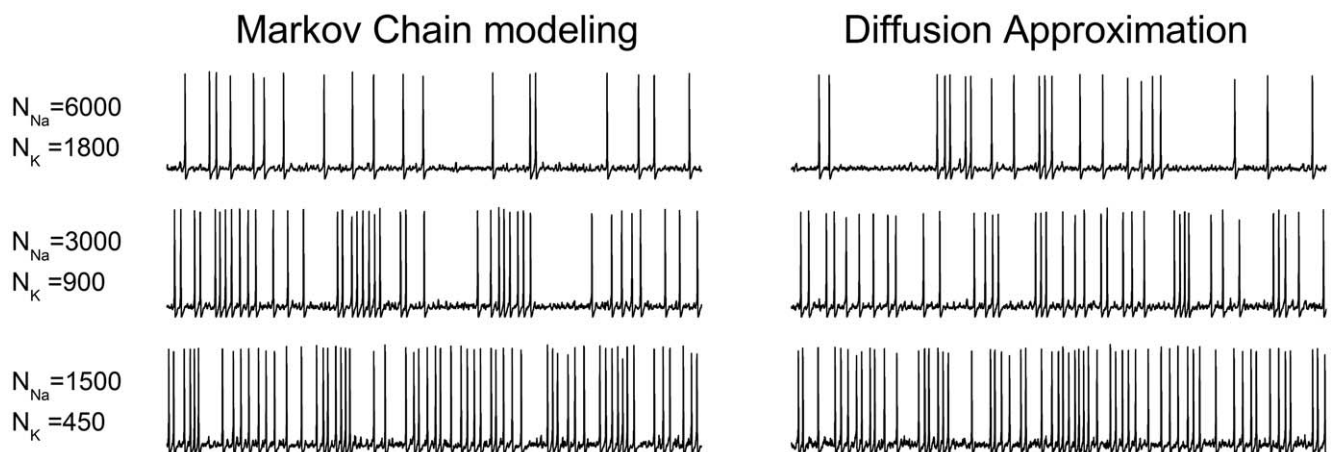 Markov Chain modeling
Diffusion Approximation
N_Na=6000
N_K=1800
N_Na=3000
N_K=900
N_Na=1500
N_K=450